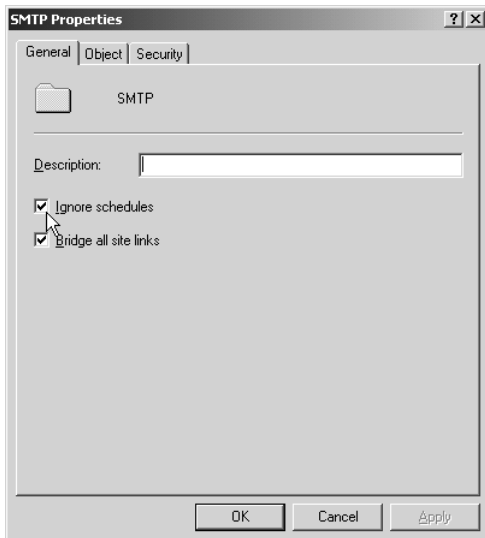 SMTP Properties
General Object Security
SMTP
Description:
Ignore schedules
Bridge all site links
OK Cancel Apply